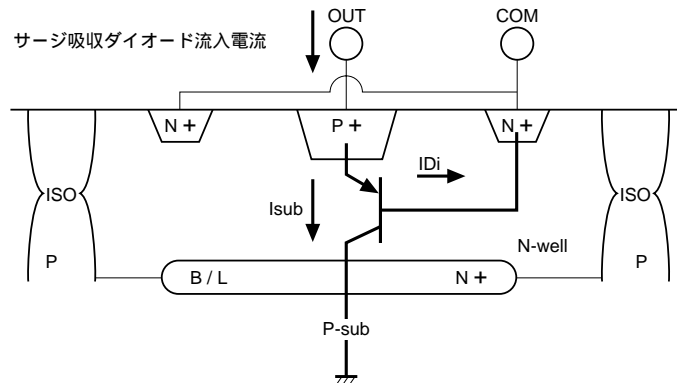 OUT
COM
サージ吸収ダイオード流入電流
N +
P +
N +
IDi
ISO
Isub
ISO
N-well
P
B / L
N +
P
P-sub